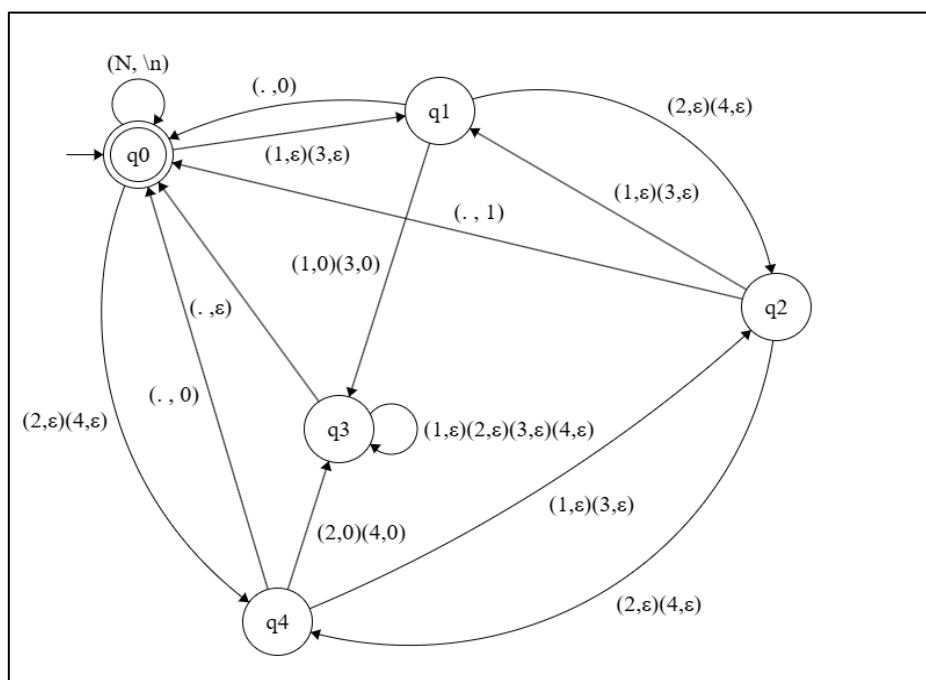 (N, \n)
(. ,0)
q1
(2,ε)(4,ε)
q0
(1,ε)(3,ε)
(1,ε)(3,ε)
(. , 1)
(1,0)(3,0)
q2
(. ,ε)
(. , 0)
(2,ε)(4,ε)
q3
(1,ε)(2,ε)(3,ε)(4,ε)
(1,ε)(3,ε)
(2,0)(4,0)
(2,ε)(4,ε)
q4